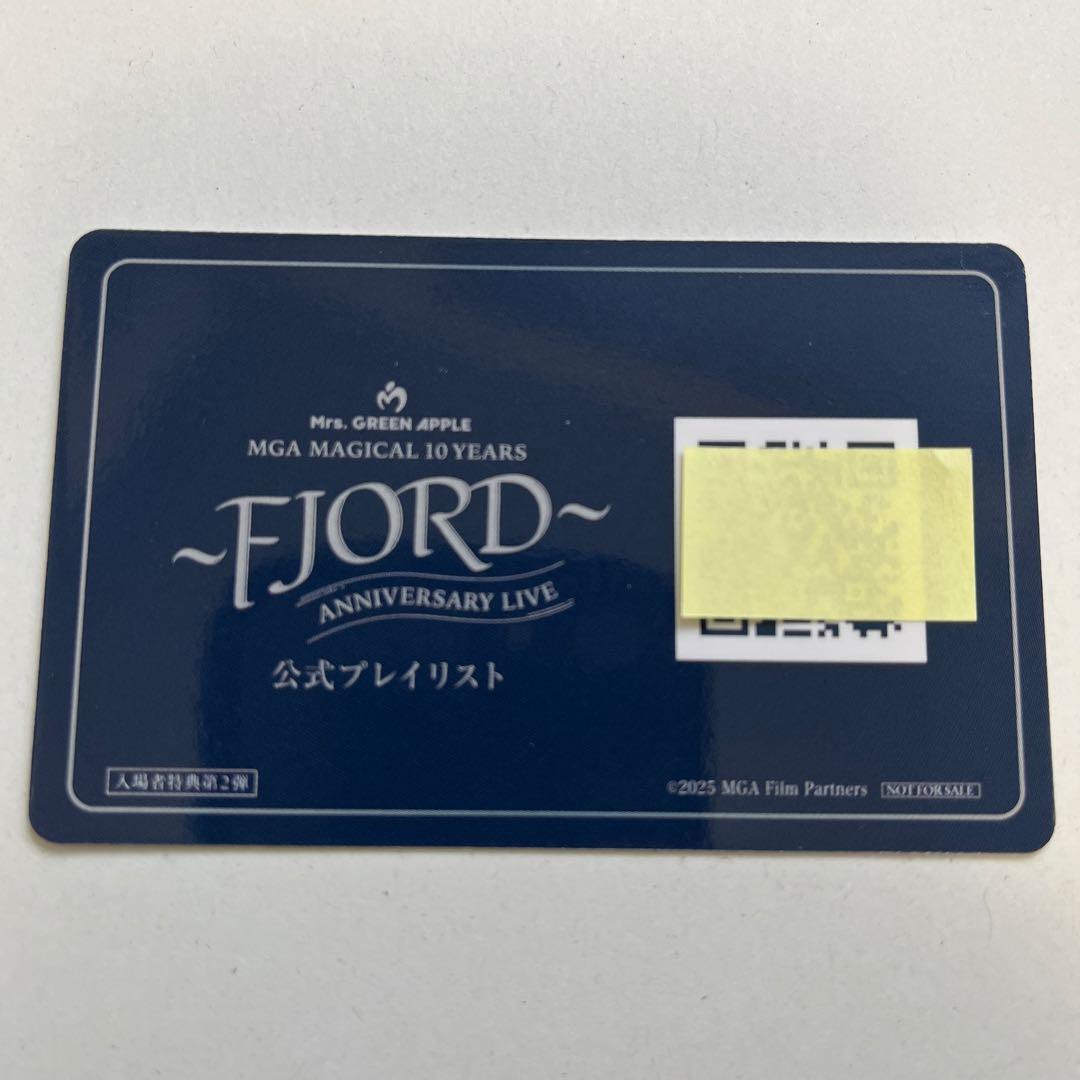 Mrs. GREEN APPLE
MGA MAGICAL 10 YEARS
~FJORD~
ANNIVERSARY LIVE
公式プレイリスト
入場者特典第2弾
©2025 MGA Film Partners NOT FOR SALE